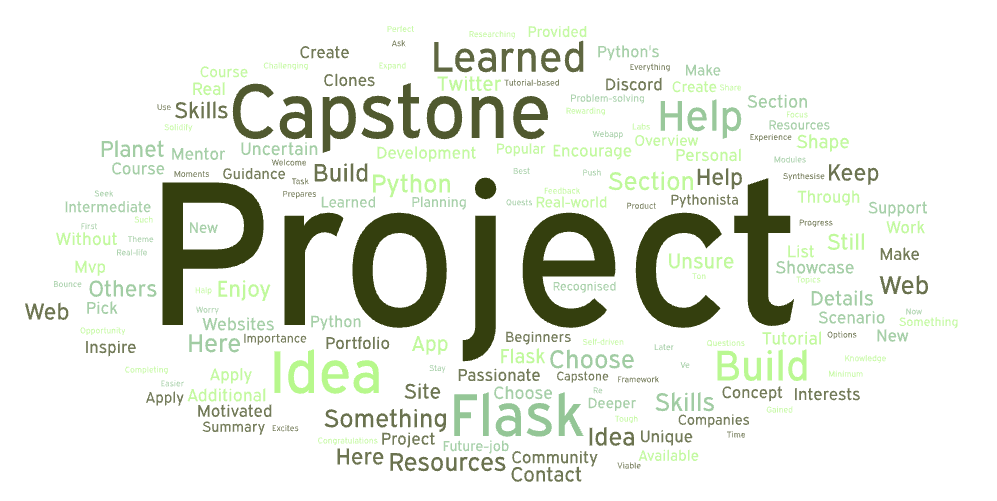 Perfect
Researching
Provided
Ask
Create
Learned
Python's
Challenging
Expand
Everything
Course
Clones
Twitter
Tutorial-based
Discord
Make
Real
Create
Share
Use
Skills
Capstone
Problem-solving
Rewarding
Help
Section
Focus
Solidity
Webapp
Labs
Resources
Experience
Planet
Mentor
Uncertain
Development
Popular
Encourage
Overview
Personal
Shape
Course
Moments
Guidance
Welcome
Task
Build
Python
Best
Push
Section
Help
Modules
Synthesise
Keep
Seek
Prepares
Learned
Planning
Quests
Feedback
Real-world
Product
Pythonista
Through
Intermediate
Such
First
New
Project
Progress
Support
Without
Theme
Real-life
Work
Still
List
Unsure
Mvp
Top
Showcase
Make
Bounce
Others
Help
Enjoy
Recognised
Topics
Web
Details
Web
Pick
Worry
Websites
Python
Scenario
Now
Something
Opportunity
Inspire
Here
Importance
Portfolio
App
Beginners
Self-driven
Later
Questions
Tutorial
Options
New
Completing
Easier
Apply
Idea
Stay
Flask
Passionate
Choose
Capstone
Framework
Ve
Build
Knowledge
Minimum
Apply
Additional
Site
Choose
Re
Deeper
Skills
Concept
Interests
Motivated
Summary
Excites
Something
Flask
Tough
Gained
Companies
Congratulations
Project
Future-job
Idea
Unique
Time
Here
Resources
Community
Contact
Viable
Available